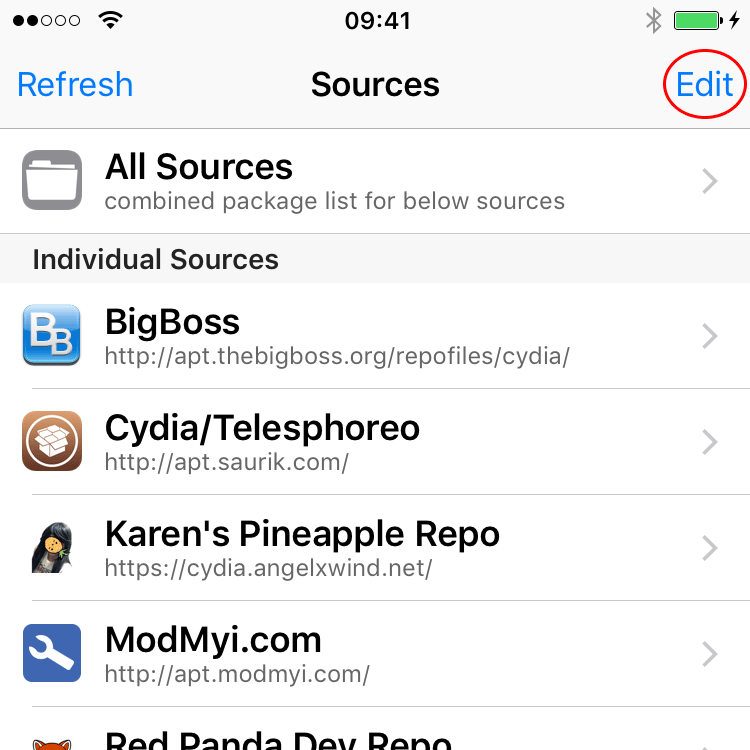 09:41
Refresh Sources Edit
All Sources
combined package list for below sources
Individual Sources
BB
BigBoss
http://apt.thebigboss.org/repofiles/cydia/
Cydia/Telesphoreo
http://apt.saurik.com/
Karen's Pineapple Repo
https://cydia.angelxwind.net/
ModMyi.com
http://apt.modmyi.com/
Red Panda Dev Repo